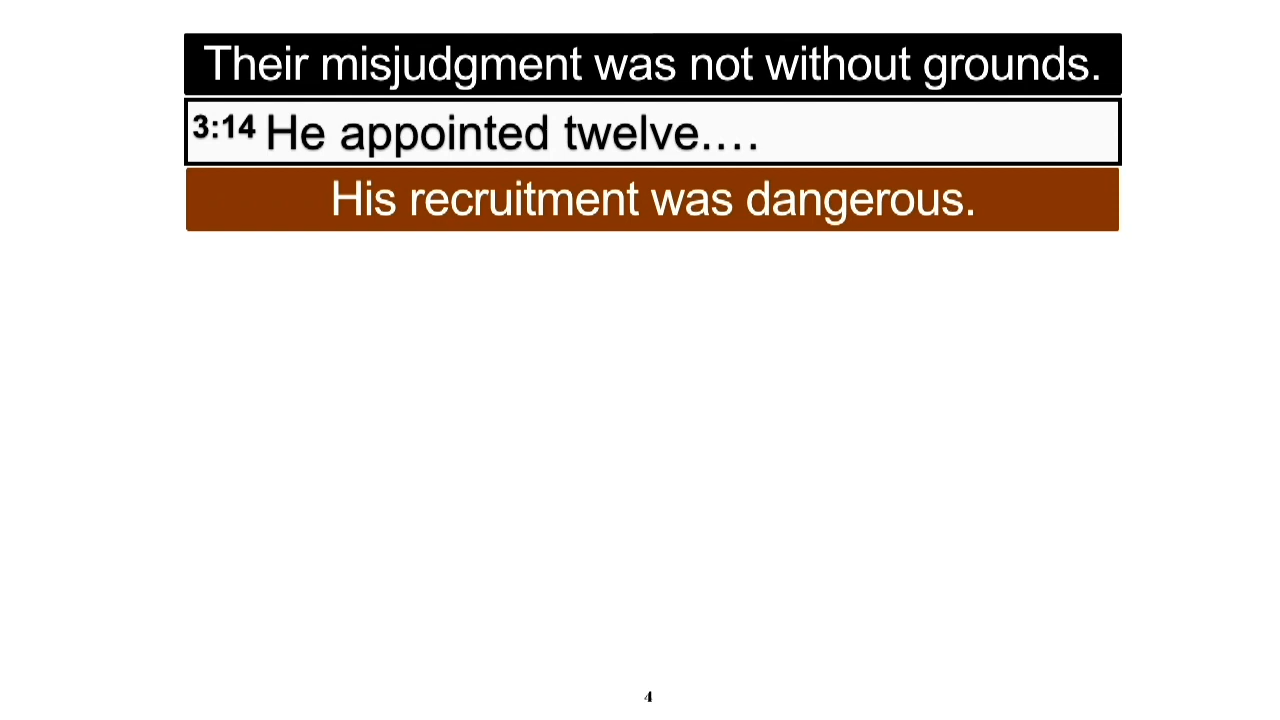 Their misjudgment was not without grounds.
3:14 He appointed twelve.…
His recruitment was dangerous.
4